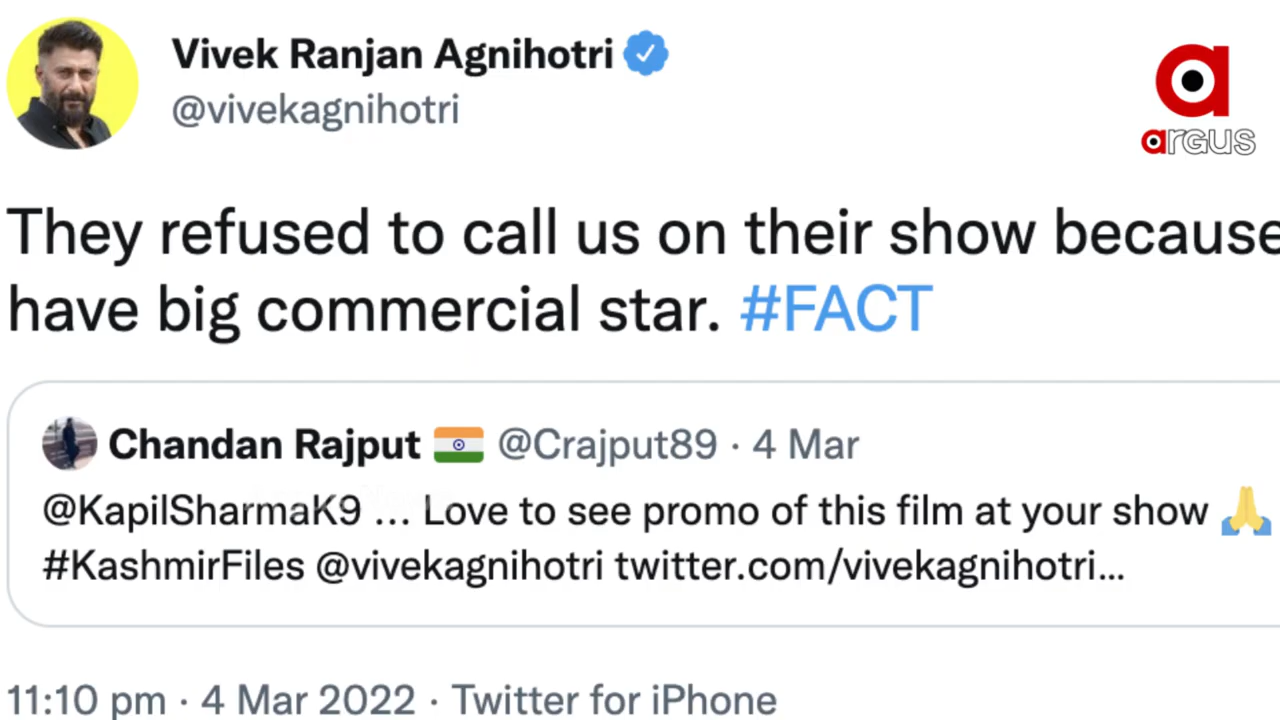 Vivek Ranjan Agnihotri
@vivekagnihotri
argus
They refused to call us on their show because
have big commercial star. #FACT
Chandan Rajput @Crajput89 · 4 Mar
@KapilSharmaK9 ... Love to see promo of this film at your show
#KashmirFiles @vivekagnihotri twitter.com/vivekagnihotri...
11:10 pm · 4 Mar 2022 · Twitter for iPhone